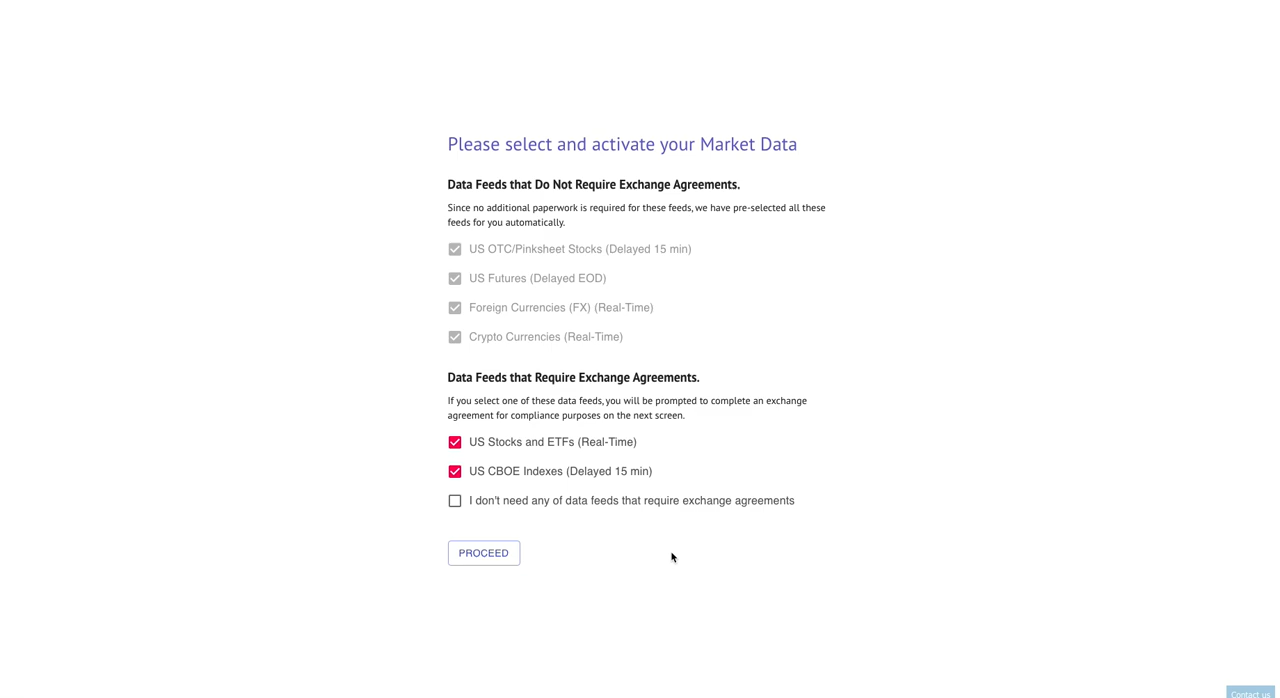 Please select and activate your Market Data
Data Feeds that Do Not Require Exchange Agreements.
Since no additional paperwork is required for these feeds, we have pre-selected all these
feeds for you automatically.
US OTC/Pinksheet Stocks (Delayed 15 min)
US Futures (Delayed EOD)
Foreign Currencies (FX) (Real-Time)
Crypto Currencies (Real-Time)
Data Feeds that Require Exchange Agreements.
If you select one of these data feeds, you will be prompted to complete an exchange
agreement for compliance purposes on the next screen.
US Stocks and ETFs (Real-Time)
US CBOE Indexes (Delayed 15 min)
I don't need any of data feeds that require exchange agreements
PROCEED
Contact us